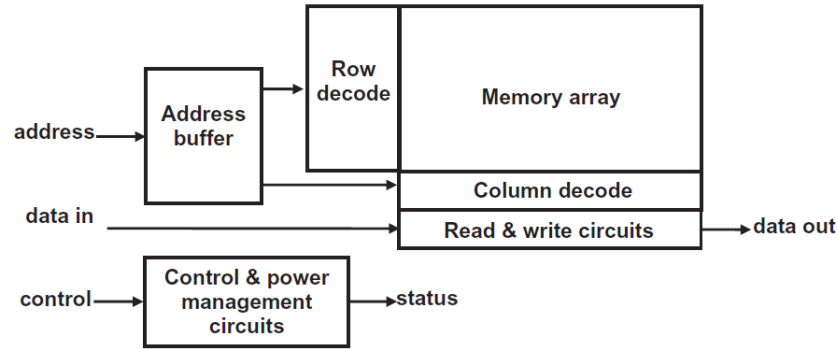 Row
decode
Memory array
Address
buffer
address
Column decode
data in
Read & write circuits
data out
Control & power
management
circuits
control
status